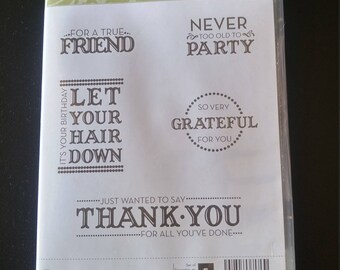 FOR A TRUE
FRIEND
NEVER
TOO OLD TO
PARTY
IT'S YOUR BIRTHDAY
LET
YOUR
HAIR
DOWN
SO VERY
GRATEFUL
FOR YOU
JUST WANTED TO SAY
THANK·YOU
FOR ALL YOU'VE DONE